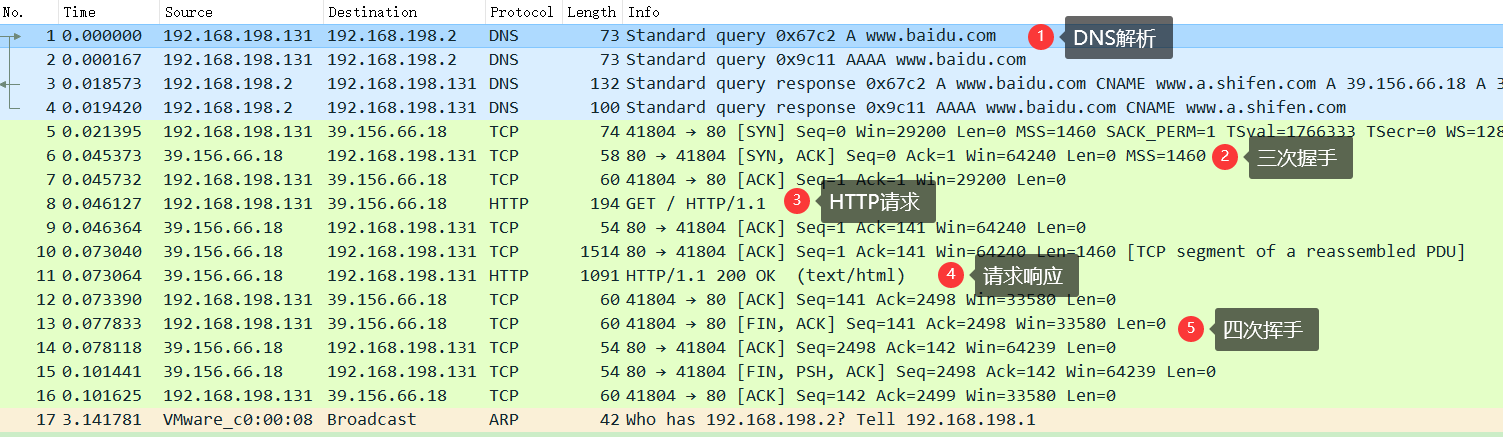 No. Time Source Destination Protocol Length Info
1 0.000000 192.168.198.131 192.168.198.2 DNS 73 Standard query 0x67c2 A www.baidu.com 1 DNS解析
2 0.000167 192.168.198.131 192.168.198.2 DNS 73 Standard query 0x9c11 AAAA www.baidu.com
3 0.018573 192.168.198.2 192.168.198.131 DNS 132 Standard query response 0x67c2 A www.baidu.com CNAME www.a.shifen.com A 39.156.66.18 A 3
4 0.019420 192.168.198.2 192.168.198.131 DNS 100 Standard query response 0x9c11 AAAA www.baidu.com CNAME www.a.shifen.com
5 0.021395 192.168.198.131 39.156.66.18 TCP 74 41804 → 80 [SYN] Seq=0 Win=29200 Len=0 MSS=1460 SACK_PERM=1 TSval=1766333 TSecr=0 WS=128
6 0.045373 39.156.66.18 192.168.198.131 TCP 58 80 → 41804 [SYN, ACK] Seq=0 Ack=1 Win=64240 Len=0 MSS=1460 2 三次握手
7 0.045732 192.168.198.131 39.156.66.18 TCP 60 41804 → 80 [ACK] Seq=1 Ack=1 Win=29200 Len=0
8 0.046127 192.168.198.131 39.156.66.18 HTTP 194 GET / HTTP/1.1 3 HTTP请求
9 0.046364 39.156.66.18 192.168.198.131 TCP 54 80 → 41804 [ACK] Seq=1 Ack=141 Win=64240 Len=0
10 0.073040 39.156.66.18 192.168.198.131 TCP 1514 80 → 41804 [ACK] Seq=1 Ack=141 Win=64240 Len=1460 [TCP segment of a reassembled PDU]
11 0.073064 39.156.66.18 192.168.198.131 HTTP 1091 HTTP/1.1 200 OK (text/html) 4 请求响应
12 0.073390 192.168.198.131 39.156.66.18 TCP 60 41804 → 80 [ACK] Seq=141 Ack=2498 Win=33580 Len=0
13 0.077833 192.168.198.131 39.156.66.18 TCP 60 41804 → 80 [FIN, ACK] Seq=141 Ack=2498 Win=33580 Len=0 5 四次挥手
14 0.078118 39.156.66.18 192.168.198.131 TCP 54 80 → 41804 [ACK] Seq=2498 Ack=142 Win=64239 Len=0
15 0.101441 39.156.66.18 192.168.198.131 TCP 54 80 → 41804 [FIN, PSH, ACK] Seq=2498 Ack=142 Win=64239 Len=0
16 0.101625 192.168.198.131 39.156.66.18 TCP 60 41804 → 80 [ACK] Seq=142 Ack=2499 Win=33580 Len=0
17 3.141781 VMware_c0:00:08 Broadcast ARP 42 Who has 192.168.198.2? Tell 192.168.198.1